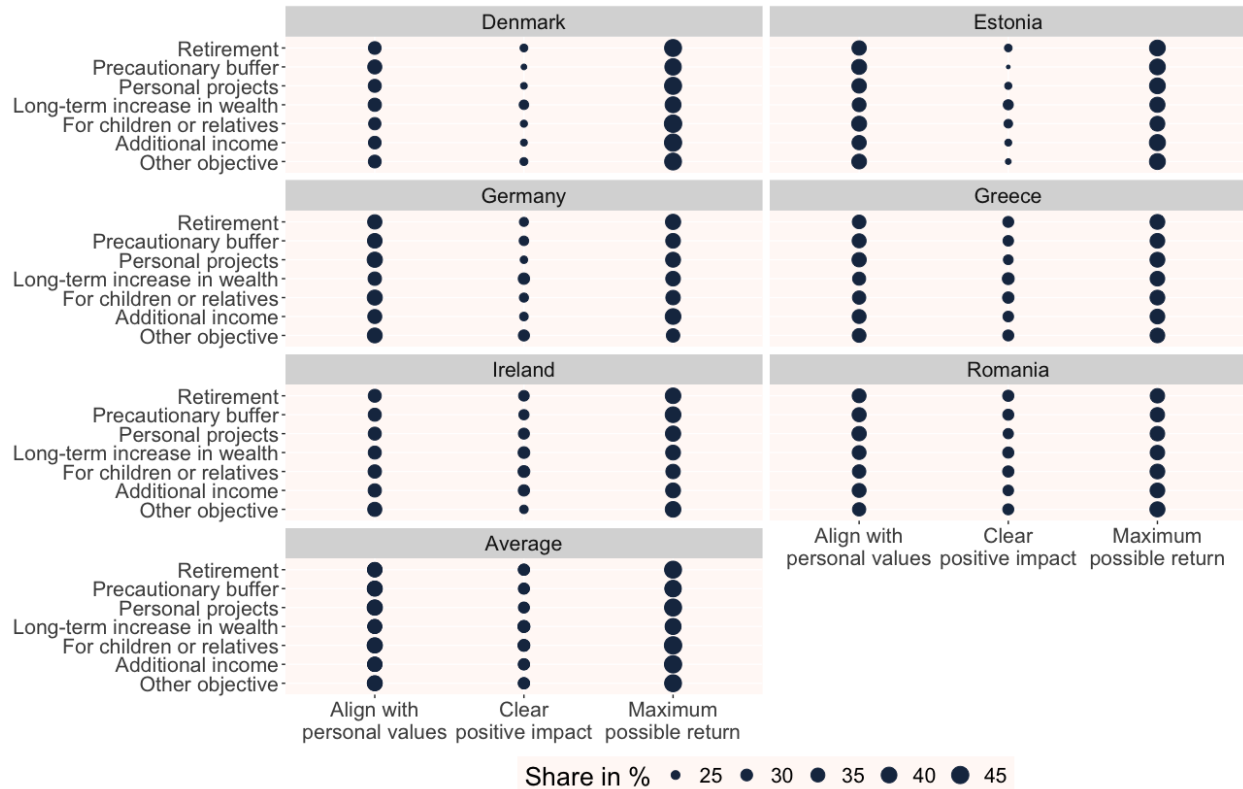 Denmark
Estonia
Retirement
Precautionary buffer
Personal projects
Long-term increase in wealth
For children or relatives
Additional income
Other objective
Germany
Greece
Retirement
Precautionary buffer
Personal projects
Long-term increase in wealth
For children or relatives
Additional income
Other objective
Ireland
Romania
Retirement
Precautionary buffer
Personal projects
Long-term increase in wealth
For children or relatives
Additional income
Other objective
Align with
personal values
Clear
positive impact
Maximum
possible return
Average
Retirement
Precautionary buffer
Personal projects
Long-term increase in wealth
For children or relatives
Additional income
Other objective
Align with
personal values
Clear
positive impact
Maximum
possible return
Share in % 25 30 35 40 45